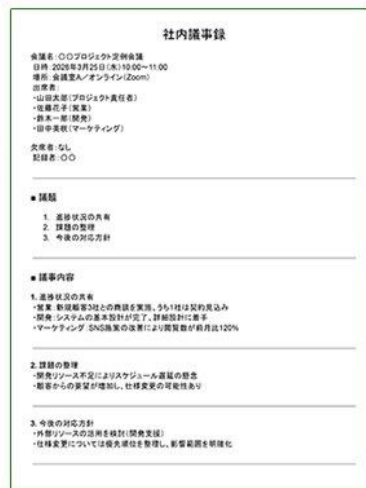 社内議事録
会議名:〇〇プロジェクト定例会議
日時:2026年3月25日(水)10:00~11:00
場所:会議室A/オンライン(Zoom)
出席者:
・山田太郎(プロジェクト責任者)
・佐藤花子(営業)
・鈴木一郎(開発)
・田中美咲(マーケティング)
欠席者:なし
記録者:〇〇
■ 議題
1. 進捗状況の共有
2. 課題の整理
3. 今後の対応方針
■ 議事内容
1. 進捗状況の共有
・営業:新規顧客3社との商談を実施、うち1社は契約見込み
・開発:システムの基本設計が完了、詳細設計に着手
・マーケティング:SNS施策の改善により閲覧数が前月比120%
2. 課題の整理
・開発リソース不足によりスケジュール遅延の懸念
・顧客からの要望が増加し、仕様変更の可能性あり
3. 今後の対応方針
・外部リソースの活用を検討(開発支援)
・仕様変更については優先順位を整理し、影響範囲を明確化